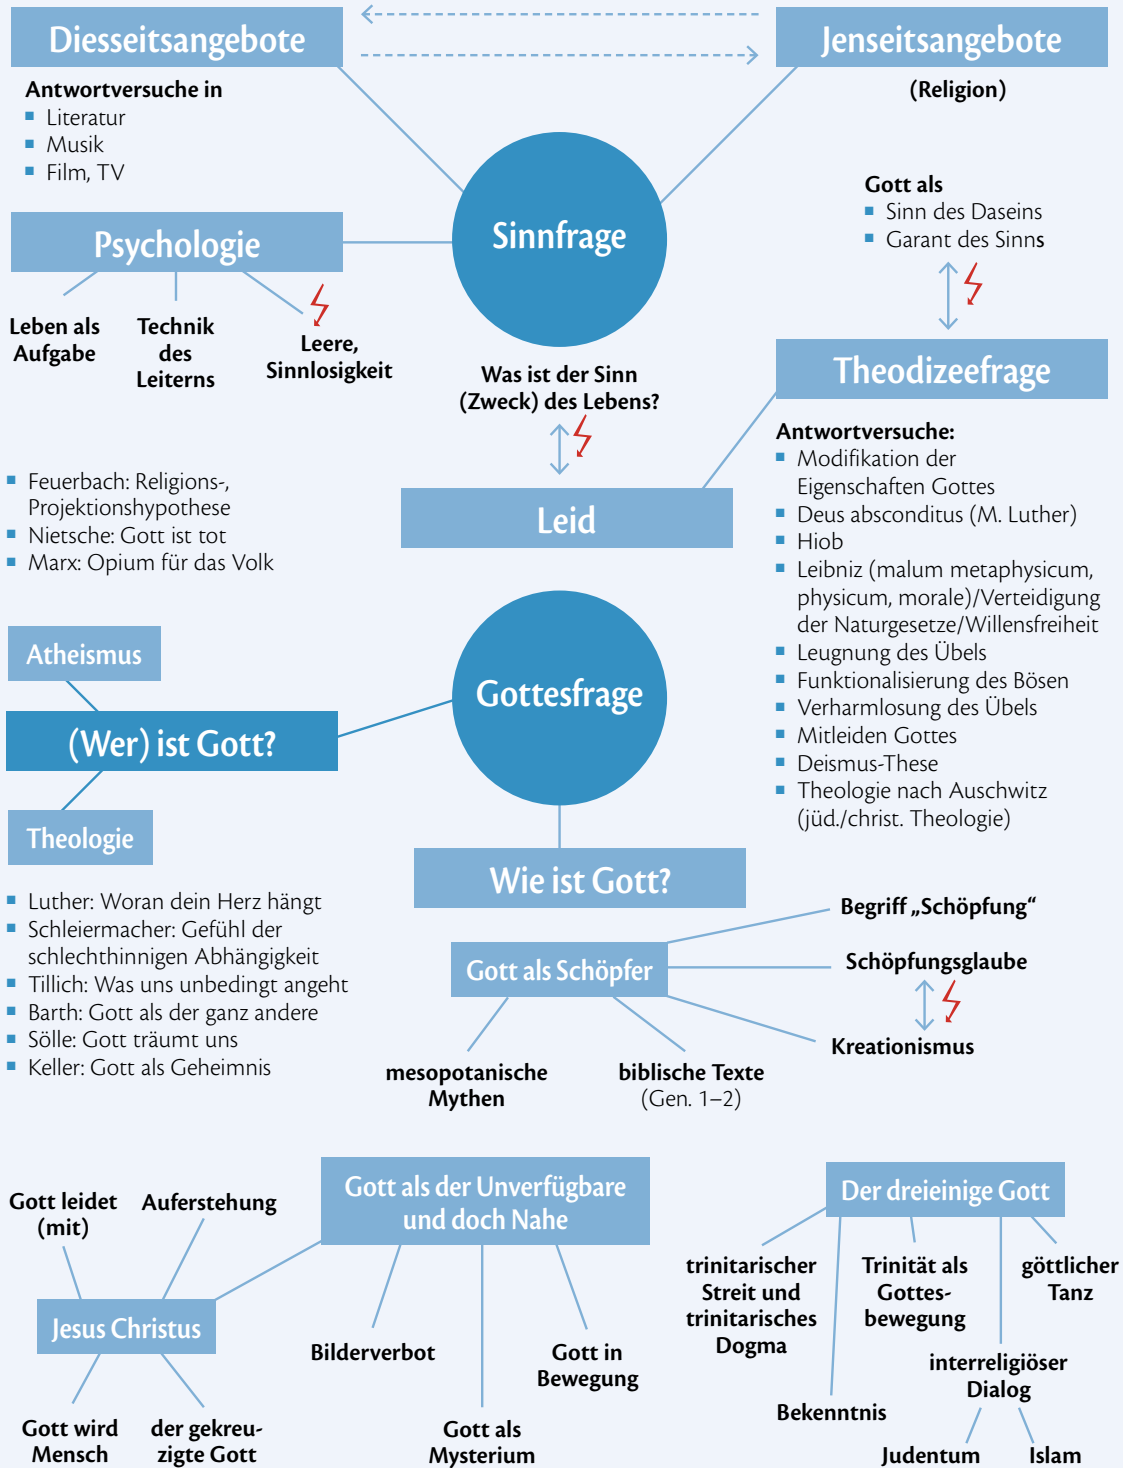 Diesseitsangebote
Jenseitsangebote
Antwortversuche in
Literatur
Musik
Film, TV
(Religion)
Gott als
Sinn des Daseins
Garant des Sinns
Sinnfrage
Psychologie
Leben als
Aufgabe
Technik
des
Leiterns
Leere,
Sinnlosigkeit
Was ist der Sinn
(Zweck) des Lebens?
Theodizeefrage
Antwortversuche:
Modifikation der
Eigenschaften Gottes
Deus absconditus (M. Luther)
Hiob
Leibniz (malum metaphysicum,
physicum, morale)/Verteidigung
der Naturgesetze/Willensfreiheit
Leugnung des Übels
Funktionalisierung des Bösen
Verharmlosung des Übels
Mitleiden Gottes
Deismus-These
Theologie nach Auschwitz
(jüd./christ. Theologie)
Leid
Feuerbach: Religions-,
Projektionshypothese
Nietsche: Gott ist tot
Marx: Opium für das Volk
Atheismus
(Wer) ist Gott?
Theologie
Gottesfrage
Luther: Woran dein Herz hängt
Schleiermacher: Gefühl der
schlechthinnigen Abhängigkeit
Tillich: Was uns unbedingt angeht
Barth: Gott als der ganz andere
Sölle: Gott träumt uns
Keller: Gott als Geheimnis
Wie ist Gott?
Gott als Schöpfer
Begriff „Schöpfung“
Schöpfungsglaube
Kreationismus
mesopotanische
Mythen
biblische Texte
(Gen. 1–2)
Gott als der Unverfügbare
und doch Nahe
Gott leidet
(mit)
Auferstehung
Jesus Christus
Gott wird
Mensch
der gekreu-
zigte Gott
Bilderverbot
Gott als
Mysterium
Gott in
Bewegung
Der dreieinige Gott
trinitarischer
Streit und
trinitarisches
Dogma
Bekenntnis
Trinität als
Gottes-
bewegung
göttlicher
Tanz
interreligiöser
Dialog
Judentum
Islam